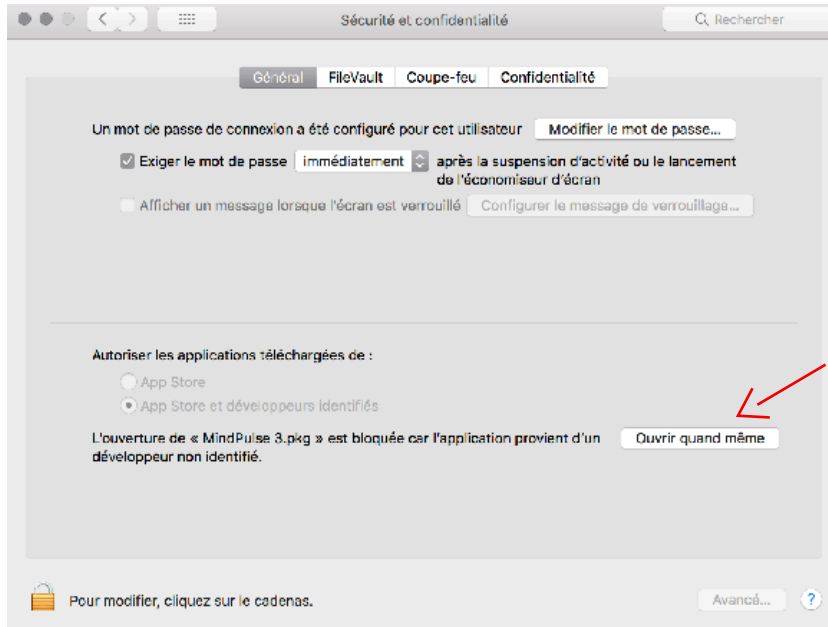 Sécurité et confidentialité
Rechercher
Général FileVault Coupe-feu Confidentialité
Un mot de passe de connexion a été configuré pour cet utilisateur Modifier le mot de passe...
Exiger le mot de passe immédiatement après la suspension d'activité ou le lancement
de l'économiseur d'écran
Afficher un message lorsque l'écran est verrouillé Configurer le message de verrouillage...
Autoriser les applications téléchargées de :
App Store
App Store et développeurs identifiés
L'ouverture de « MindPulse 3.pkg » est bloquée car l'application provient d'un Ouvrir quand même
développeur non identifié.
Pour modifier, cliquez sur le cadenas.
Avancé... ?